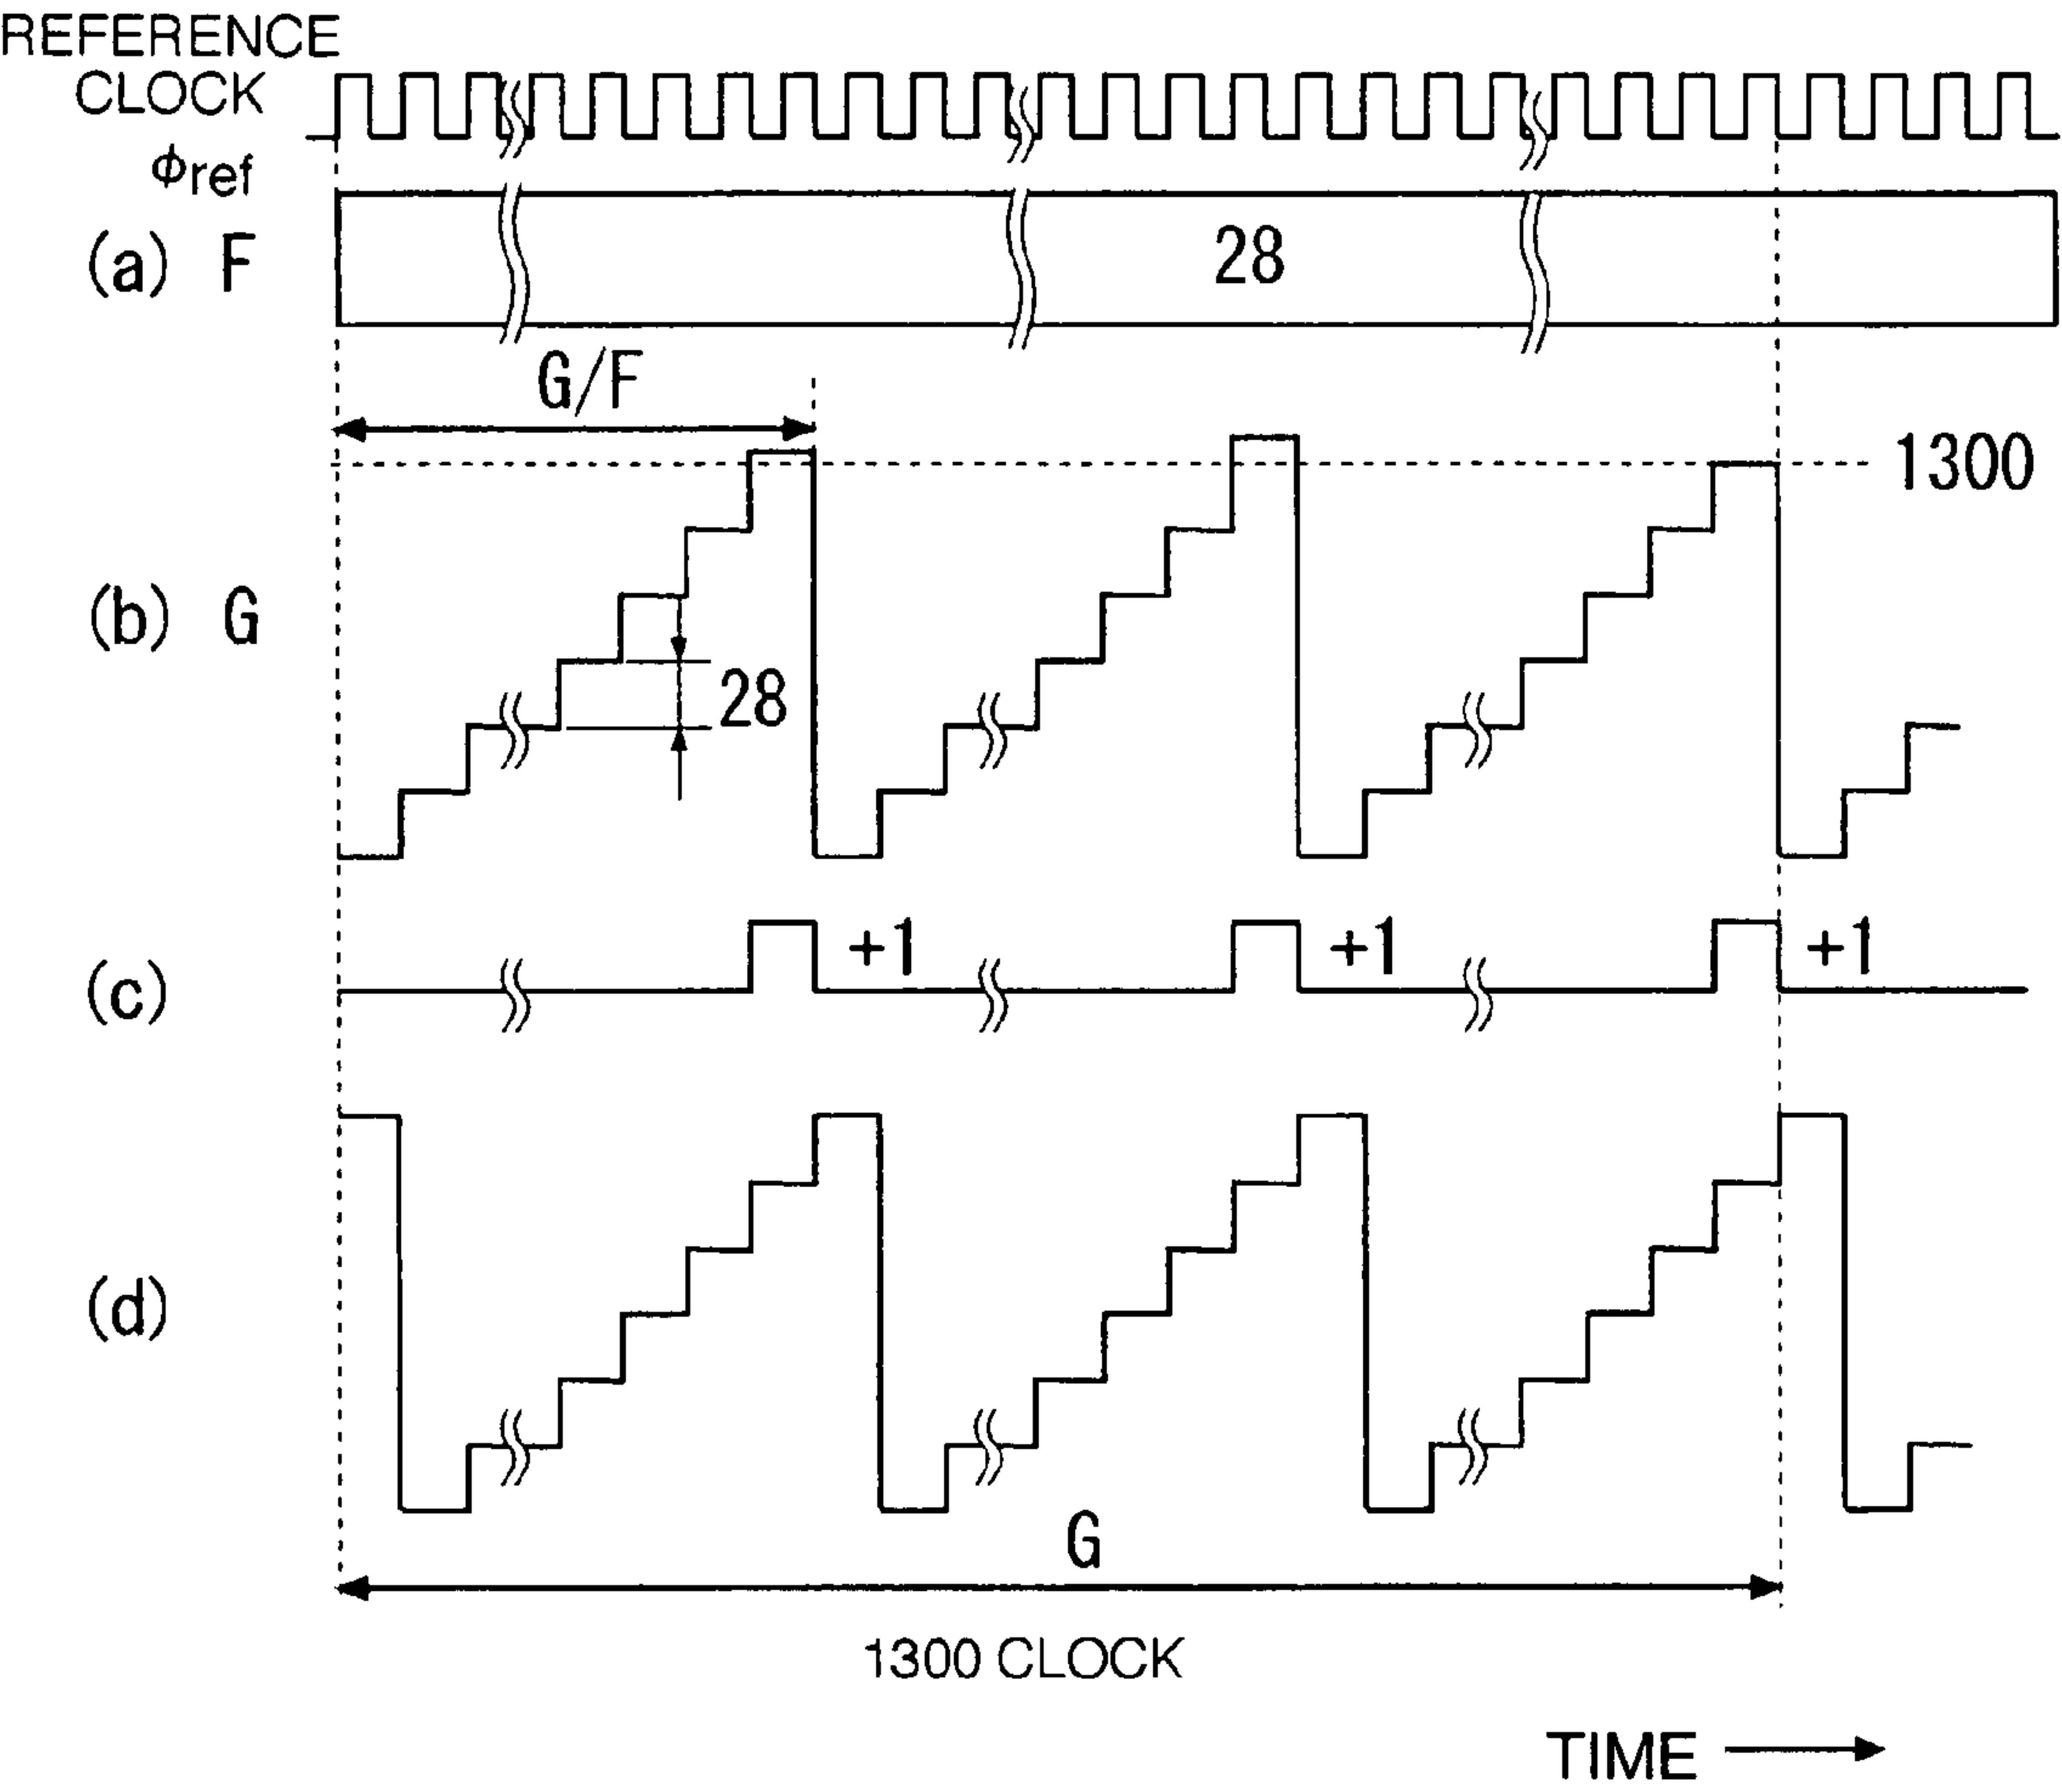 REFERENCE
CLOCK
Φref
(a) F
28
G/F
1300
(b) G
28
(c)
+1
+1
+1
(d)
G
1300 CLOCK
TIME